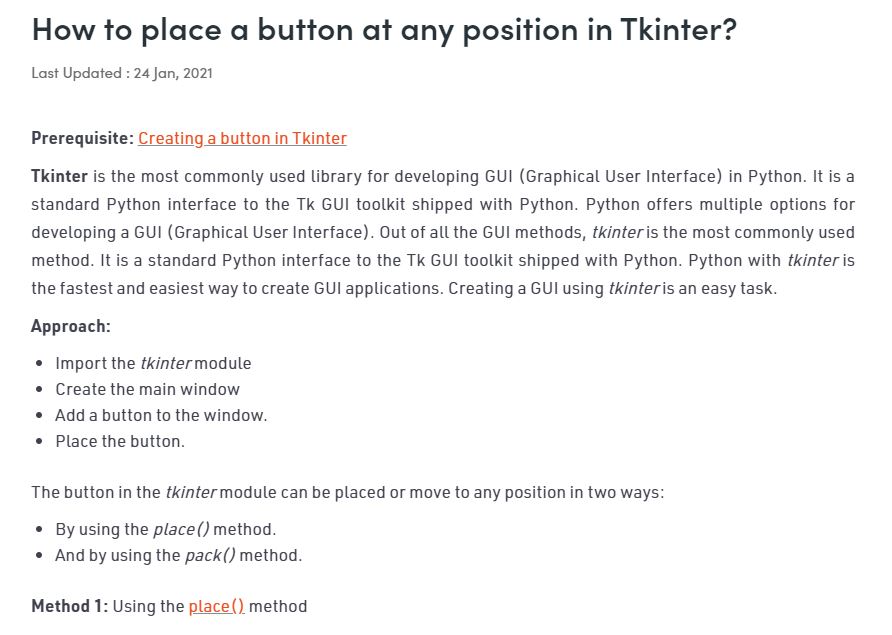 How to place a button at any position in Tkinter?
Last Updated : 24 Jan, 2021
Prerequisite: Creating a button in Tkinter
Tkinter is the most commonly used library for developing GUI (Graphical User Interface) in Python. It is a
standard Python interface to the Tk GUI toolkit shipped with Python. Python offers multiple options for
developing a GUI (Graphical User Interface). Out of all the GUI methods, tkinter is the most commonly used
method. It is a standard Python interface to the Tk GUI toolkit shipped with Python. Python with tkinter is
the fastest and easiest way to create GUI applications. Creating a GUI using tkinter is an easy task.
Approach:
• Import the tkinter module
• Create the main window
• Add a button to the window.
• Place the button.
The button in the tkinter module can be placed or move to any position in two ways:
• By using the place() method.
• And by using the pack() method.
Method 1: Using the place() method